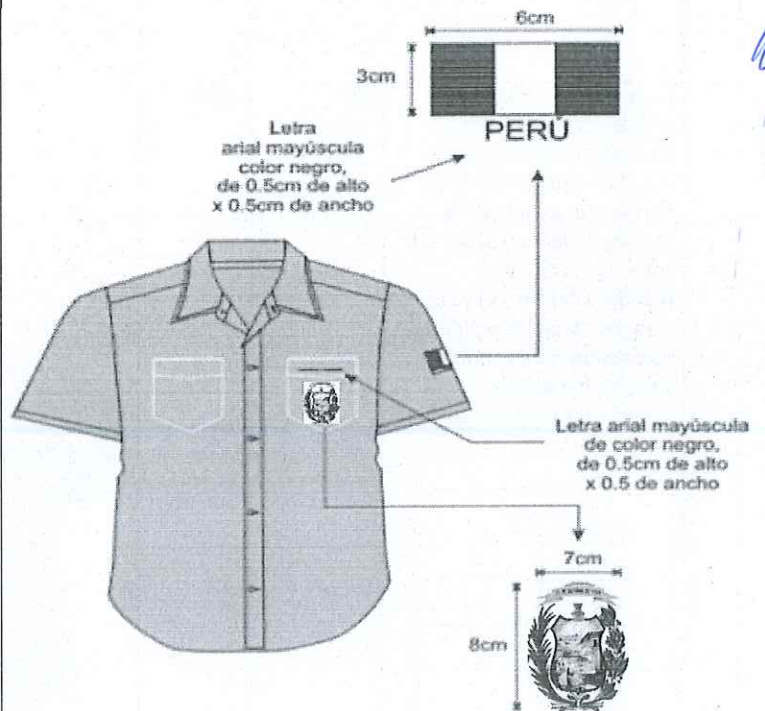 6cm
3cm
PERÚ
Letra
arial mayúscula
color negro,
de 0.5cm de alto
x 0.5cm de ancho
Letra arial mayúscula
de color negro,
de 0.5cm de alto
x 0.5 de ancho
7cm
8cm